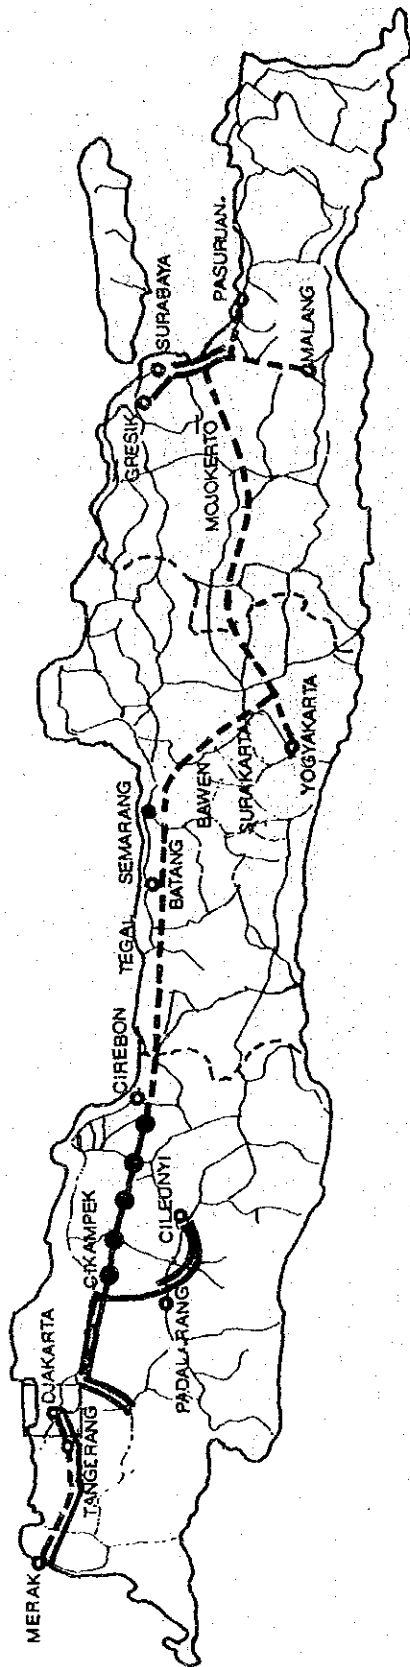 MERAK
TANGERANG
DJAKARTA
CIKAMPEK
PADALARANG
CILEUNYI
CIREBON
TEGAL
BATANG
SEMARANG
BAWEN
SURAKARTA
YOGYAKARTA
MOJOKERTO
GRESIK
SURABAYA
PASURUAN
MALANG